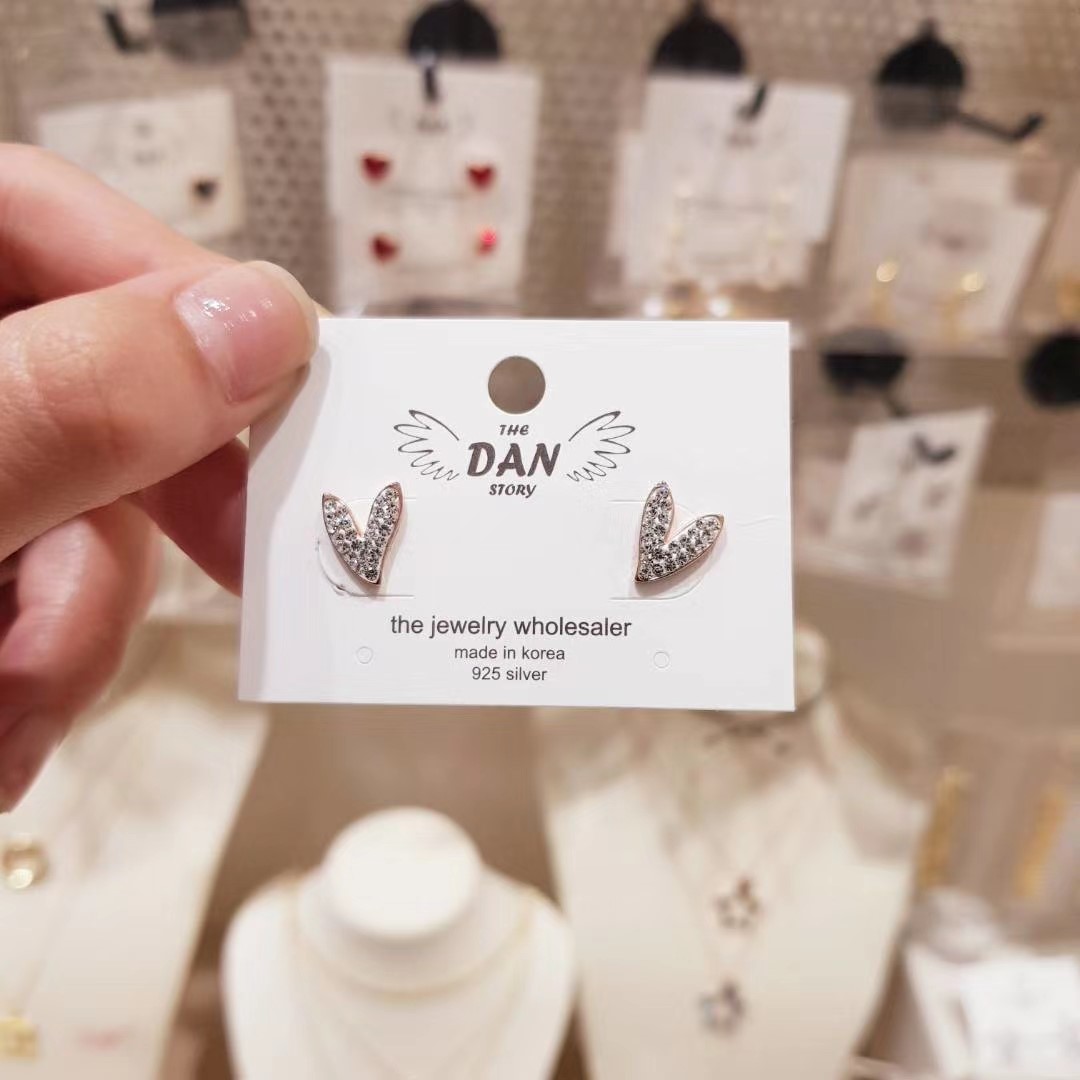 THE
DAN
STORY
the jewelry wholesaler
made in korea
925 silver